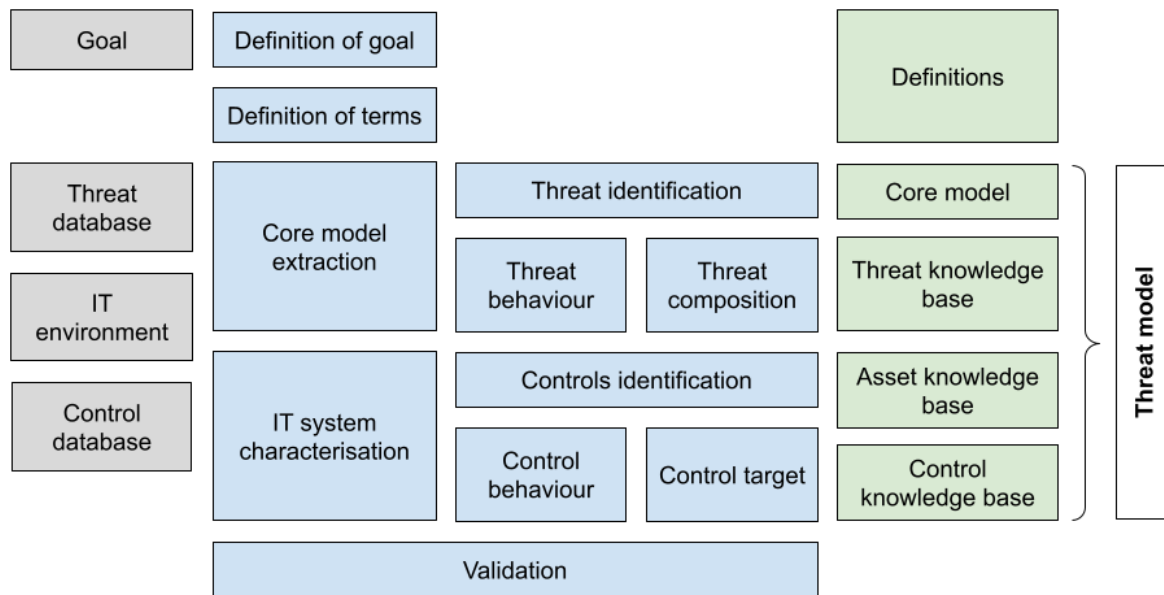 Goal
Definition of goal
Definitions
Definition of terms
Threat
database
Core model
extraction
Threat identification
Core model
Threat
behaviour
Threat
composition
Threat knowledge
base
IT
environment
Control
database
IT system
characterisation
Controls identification
Asset knowledge
base
Control
behaviour
Control target
Control
knowledge base
Threat model
Validation